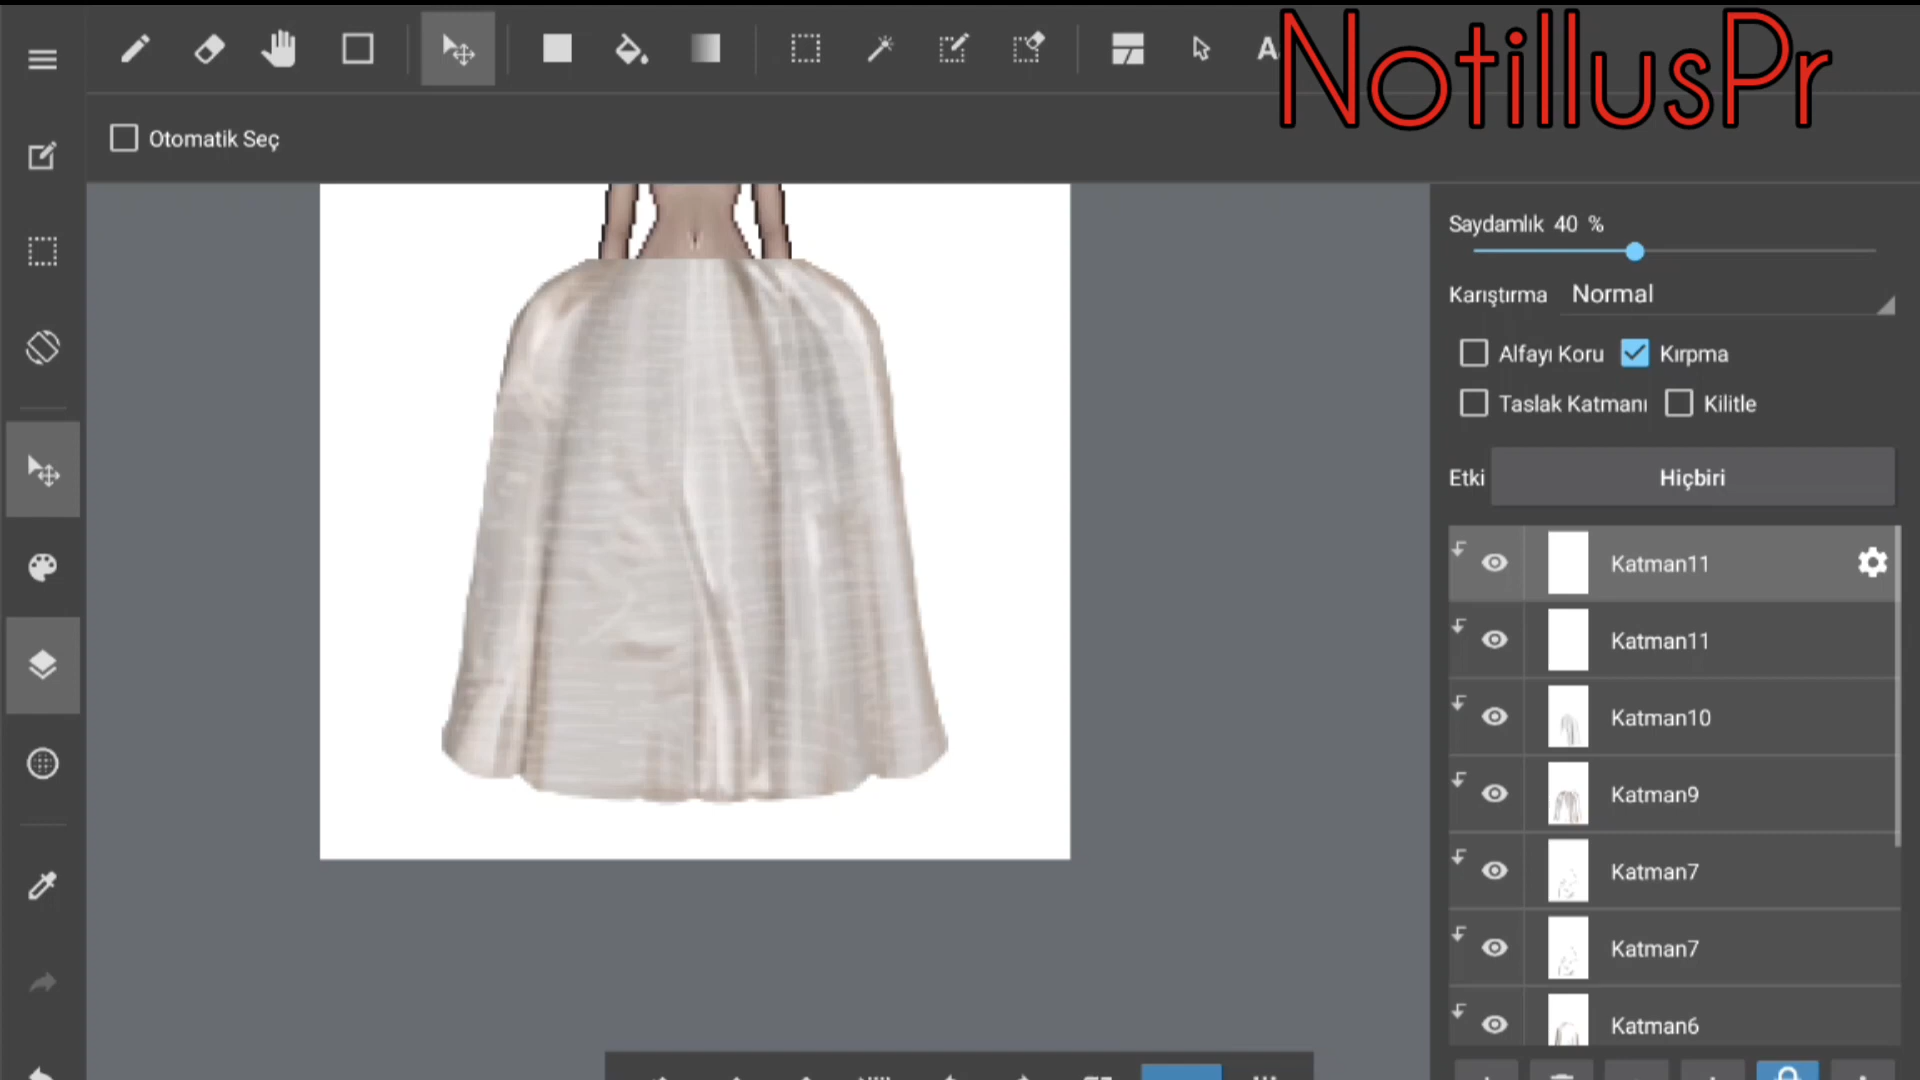 NotillusPr
Otomatik Seç
Saydamlık 40 %
Karıştırma Normal
Alfayı Koru Kırpma
Taslak Katmanı Kilitle
Etki Hiçbiri
Katman11
Katman11
Katman10
Katman9
Katman7
Katman7
Katman6